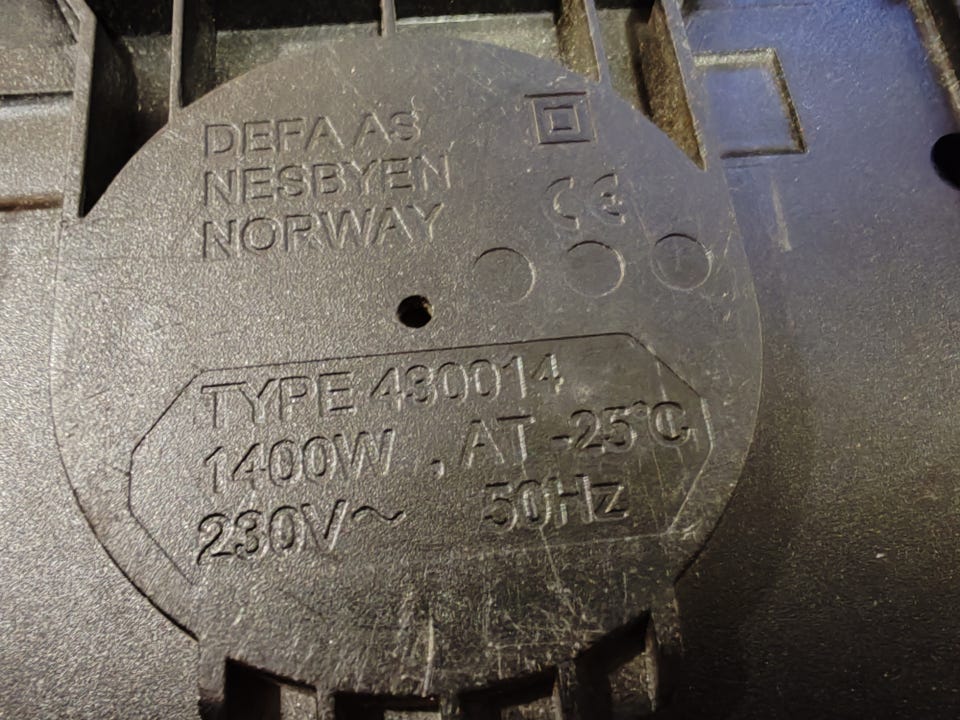 DEFA AS
NESBYEN
NORWAY
CE
TYPE 430014
1400W , AT -25°C
230V~ 50Hz